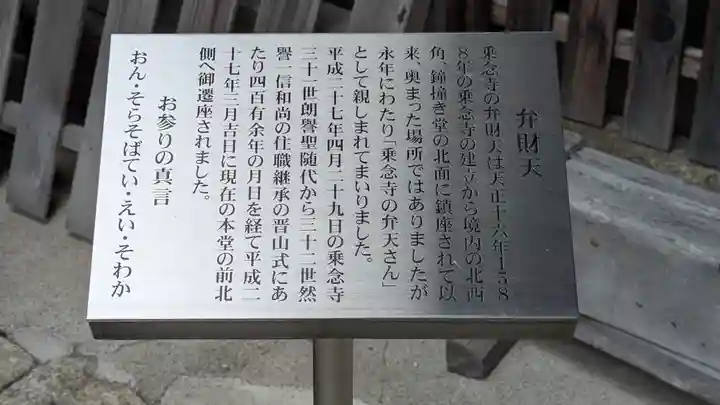 弁財天
乗念寺の弁財天は天正十六年158
8年の乗念寺の建立から境内の北西
角、鐘撞き堂の北面に鎮座されて以
来、奥まった場所ではありましたが
永年にわたり「乗念寺の弁天さん」
として親しまれてまいりました。
平成二十七年四月二十九日の乗念寺
三十一世朗譽聖随代から三十二世然
譽一信和尚の住職継承の晋山式にあ
たり四百有余年の月日を経て平成二
十七年三月吉日に現在の本堂の前北
側へ御遷座されました。
お参りの真言
おん・そらそばてい・えい・そわか